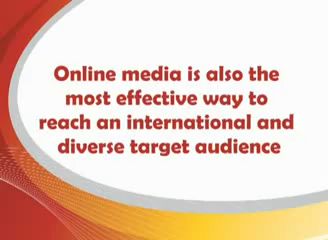 Online media is also the
most effective way to
reach an international and
diverse target audience